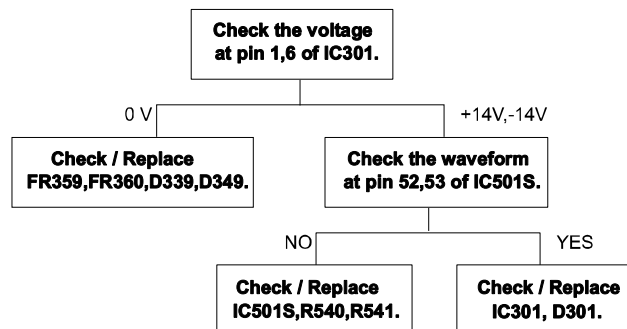 Check the voltage
at pin 1,6 of IC301.
0 V
+14V,-14V
Check / Replace
FR359,FR360,D339,D349.
Check the waveform
at pin 52,53 of IC501S.
NO
YES
Check / Replace
IC501S,R540,R541.
Check / Replace
IC301, D301.